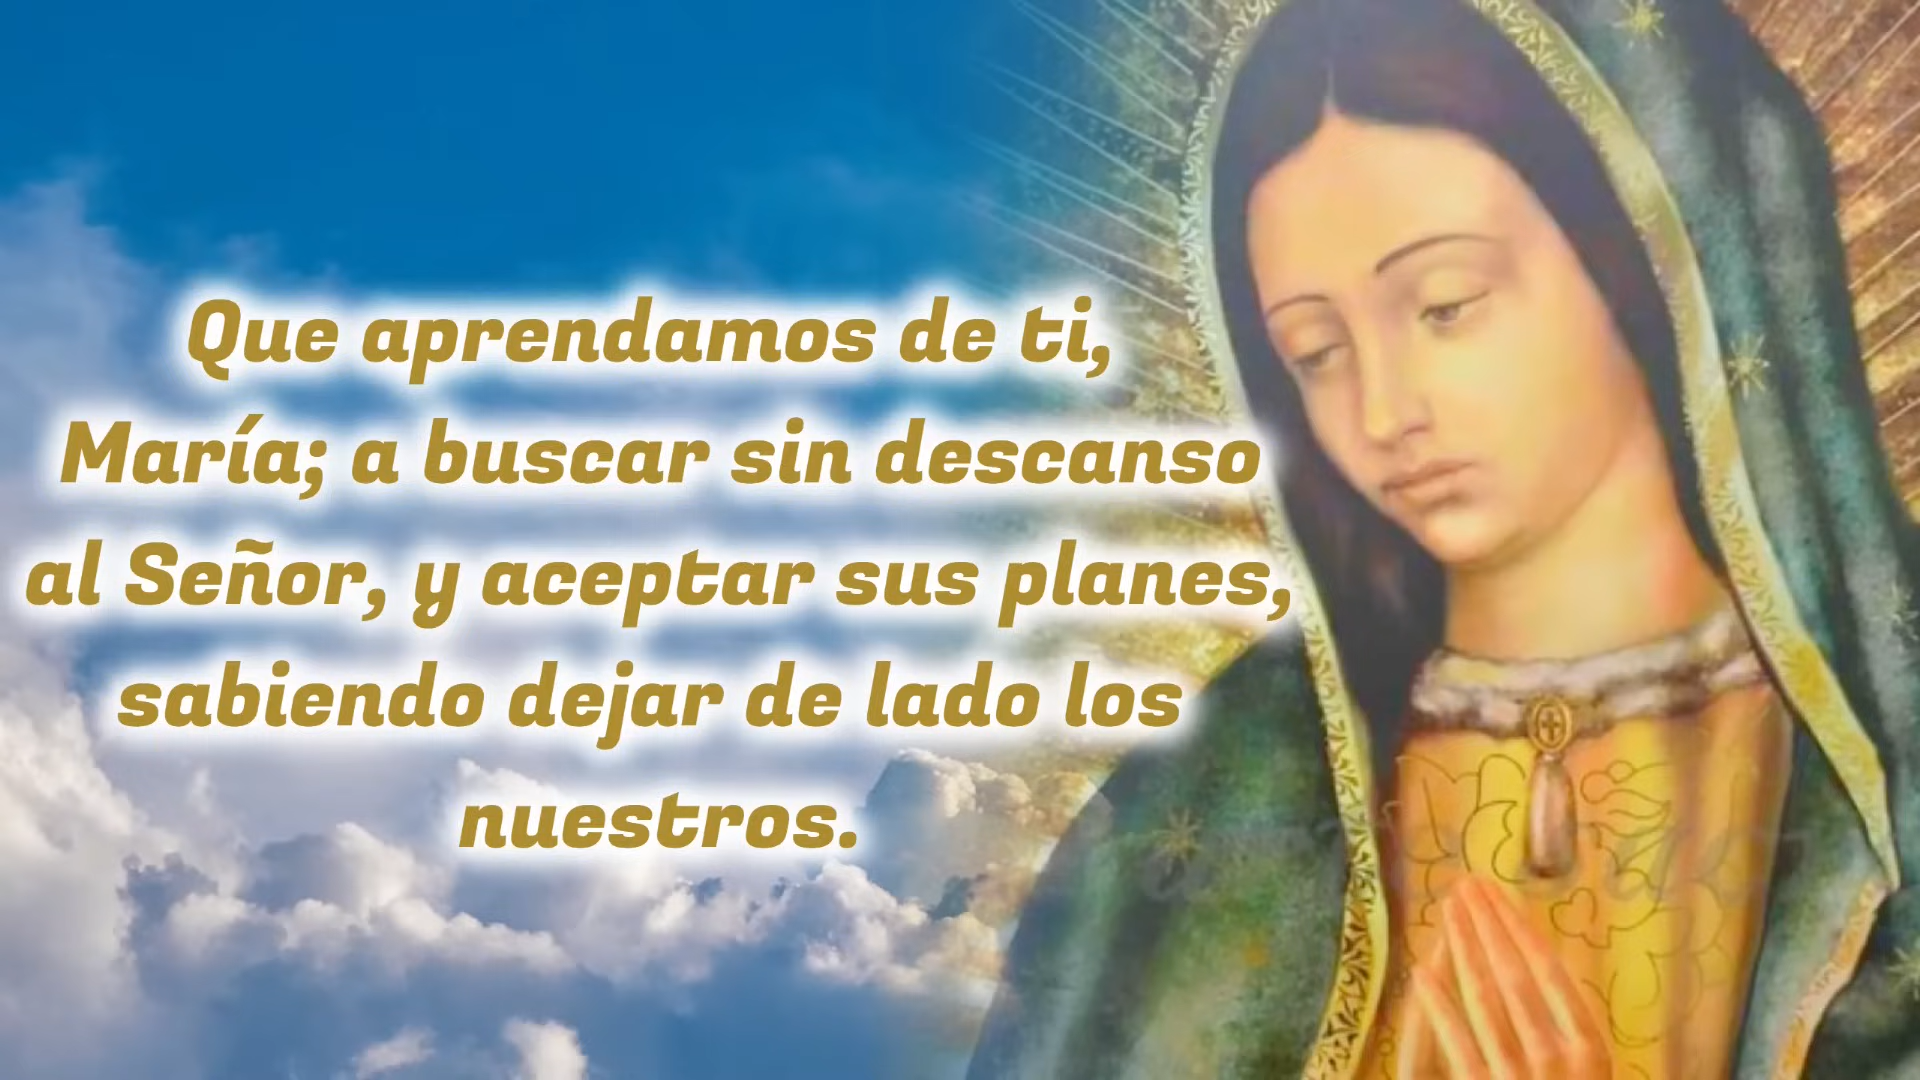 Que aprendamos de ti,
María; a buscar sin descanso
al Señor, y aceptar sus planes,
sabiendo dejar de lado los
nuestros.